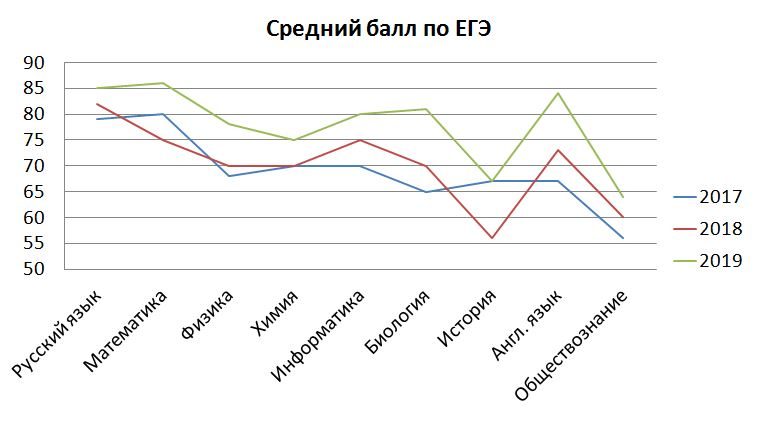 Средний балл по ЕГЭ
90
85
80
75
70
65
60
55
50
Русский язык
Математика
Физика
Химия
Информатика
Биология
История
Англ. язык
Обществознание
2017
2018
2019